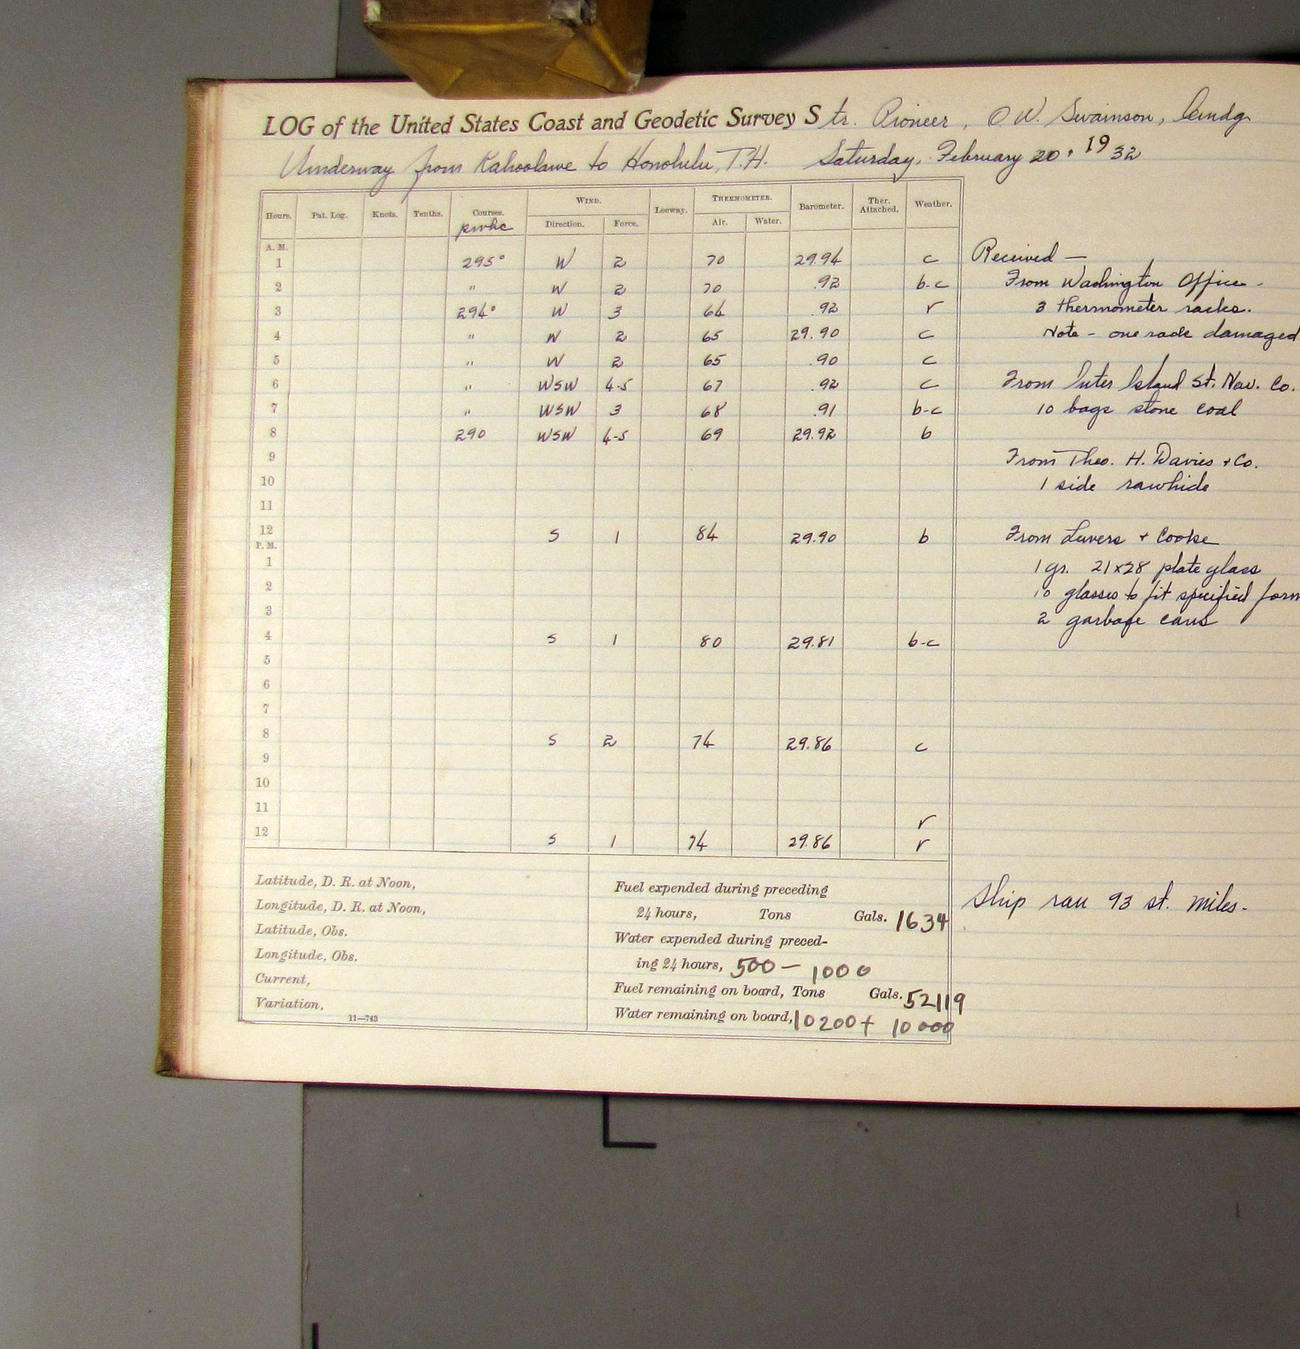 LOG of the United States Coast and Geodetic Survey Str. Pioneer, O.W. Swainson, Comdg
Underway from Kahoolawe to Honolulu, T.H. Saturday, February 20, 1932
Hours. Pat. Log. Knots. Tenths. Courses. WIND. Leeway. THERMOMETER. Barometer. Ther. Attached. Weather.
Direction. Force. Air. Water.
A. M.
1 295° W 2 70 29.94 c
2 " W 2 70 .92 b-c
3 294° W 3 64 .92 r
4 " W 2 65 29.90 c
5 " W 2 65 .90 c
6 " WSW 4-5 67 .92 c
7 " WSW 3 68 .91 b-c
8 290 WSW 4-5 69 29.92 b
9
10
11
12 S 1 84 29.90 b
P. M.
1
2
3
4 S 1 80 29.81 b-c
5
6
7
8 S 2 74 29.86 c
9
10
11 r
12 S 1 74 29.86 r
Received —
From Washington Office -
3 thermometer racks.
Note - one rack damaged
From Inter Island St. Nav. Co.
10 bags stone coal
From Theo. H. Davies + Co.
1 side rawhide
From Lewers + Cooke
1 gr. 21x28 plate glass
10 glasses to fit specified form
2 garbage cans
Ship ran 93 st. miles.
Latitude, D. R. at Noon,
Longitude, D. R. at Noon,
Latitude, Obs.
Longitude, Obs.
Current,
Variation,
11—743
Fuel expended during preceding
24 hours, Tons Gals. 1634
Water expended during preced-
ing 24 hours, 500 - 1000
Fuel remaining on board, Tons Gals. 52119
Water remaining on board, 10200 + 10000